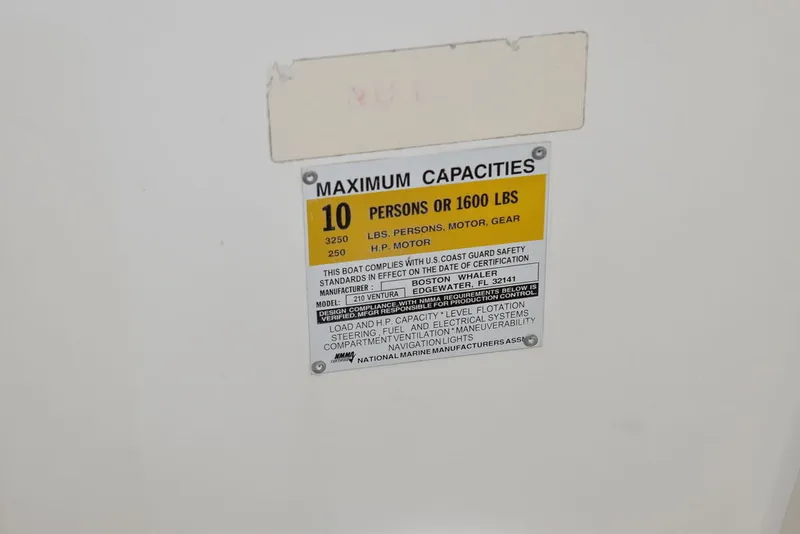 MAXIMUM CAPACITIES
10 PERSONS OR 1600 LBS
3250 LBS. PERSONS, MOTOR, GEAR
250 H.P. MOTOR
THIS BOAT COMPLIES WITH U.S. COAST GUARD SAFETY
STANDARDS IN EFFECT ON THE DATE OF CERTIFICATION
MANUFACTURER : BOSTON WHALER
EDGEWATER, FL 32141
MODEL: 210 VENTURA
DESIGN COMPLIANCE WITH NMMA REQUIREMENTS BELOW IS
VERIFIED. MFGR RESPONSIBLE FOR PRODUCTION CONTROL.
LOAD AND H.P. CAPACITY * LEVEL FLOTATION
STEERING, FUEL AND ELECTRICAL SYSTEMS
COMPARTMENT VENTILATION * MANEUVERABILITY
NAVIGATION LIGHTS
NMMA
NATIONAL MARINE MANUFACTURERS ASSN